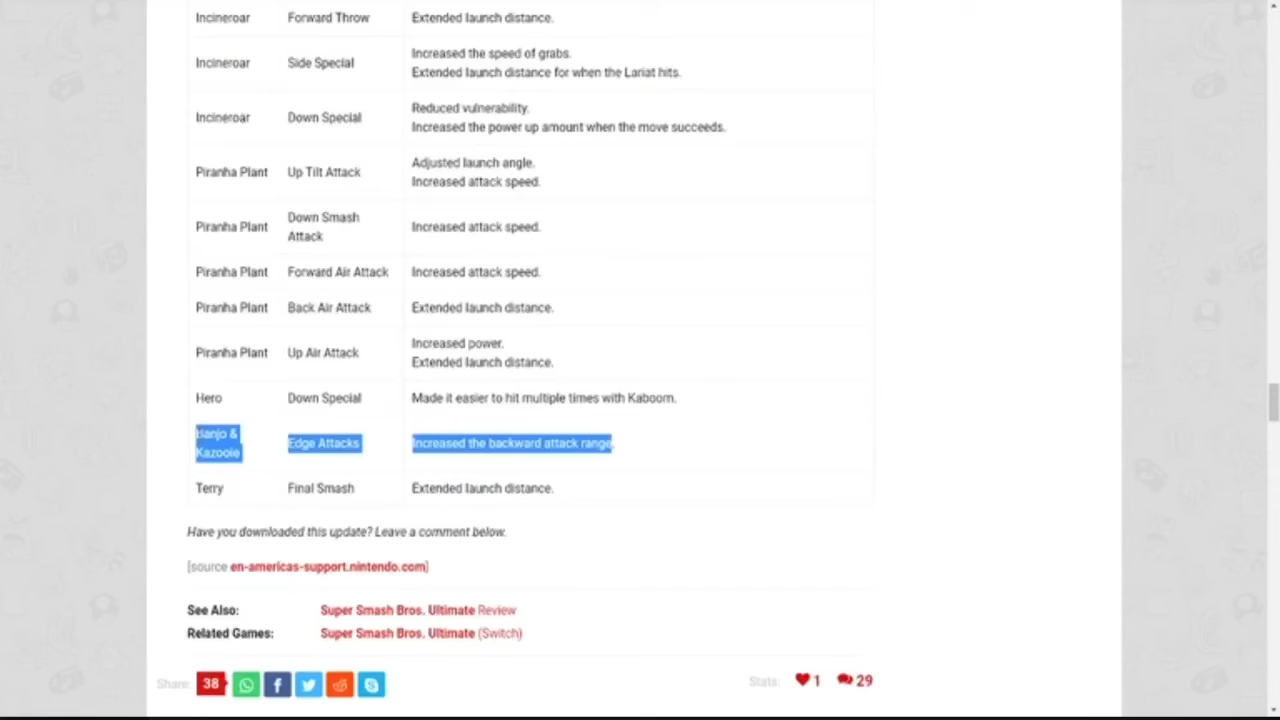 Incineroar Forward Throw Extended launch distance.
Incineroar Side Special Increased the speed of grabs.
Extended launch distance for when the Lariat hits.
Incineroar Down Special Reduced vulnerability.
Increased the power up amount when the move succeeds.
Piranha Plant Up Tilt Attack Adjusted launch angle.
Increased attack speed.
Piranha Plant Down Smash
Attack Increased attack speed.
Piranha Plant Forward Air Attack Increased attack speed.
Piranha Plant Back Air Attack Extended launch distance.
Piranha Plant Up Air Attack Increased power.
Extended launch distance.
Hero Down Special Made it easier to hit multiple times with Kaboom.
Banjo &
Kazooie Edge Attacks Increased the backward attack range.
Terry Final Smash Extended launch distance.
Have you downloaded this update? Leave a comment below.
[source en-americas-support.nintendo.com]
See Also: Super Smash Bros. Ultimate Review
Related Games: Super Smash Bros. Ultimate (Switch)
Share: 38 Stats: 1 29